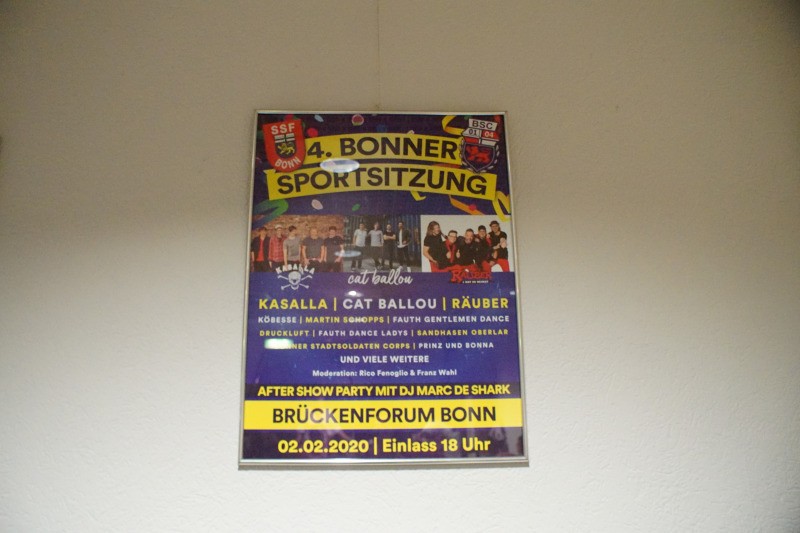 SSF
BONN
BSC
01 04
4. BONNER
SPORTSITZUNG
KASALLA
cat ballou
RÄUBER
KASALLA | CAT BALLOU | RÄUBER
KÖBESSE | MARTIN SCHOPPS | FAUTH GENTLEMEN DANCE
DRUCKLUFT | FAUTH DANCE LADYS | SANDHASEN OBERLAR
STADTSOLDATEN CORPS | PRINZ UND BONNA
UND VIELE WEITERE
Moderation: Rico Fenoglio & Franz Wahl
AFTER SHOW PARTY MIT DJ MARC DE SHARK
BRÜCKENFORUM BONN
02.02.2020 | Einlass 18 Uhr